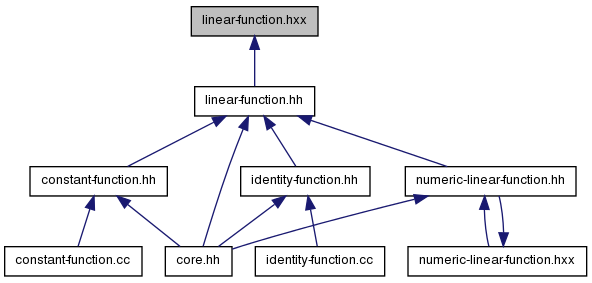 linear-function.hxx
linear-function.hh
constant-function.hh
identity-function.hh
numeric-linear-function.hh
constant-function.cc
core.hh
identity-function.cc
numeric-linear-function.hxx